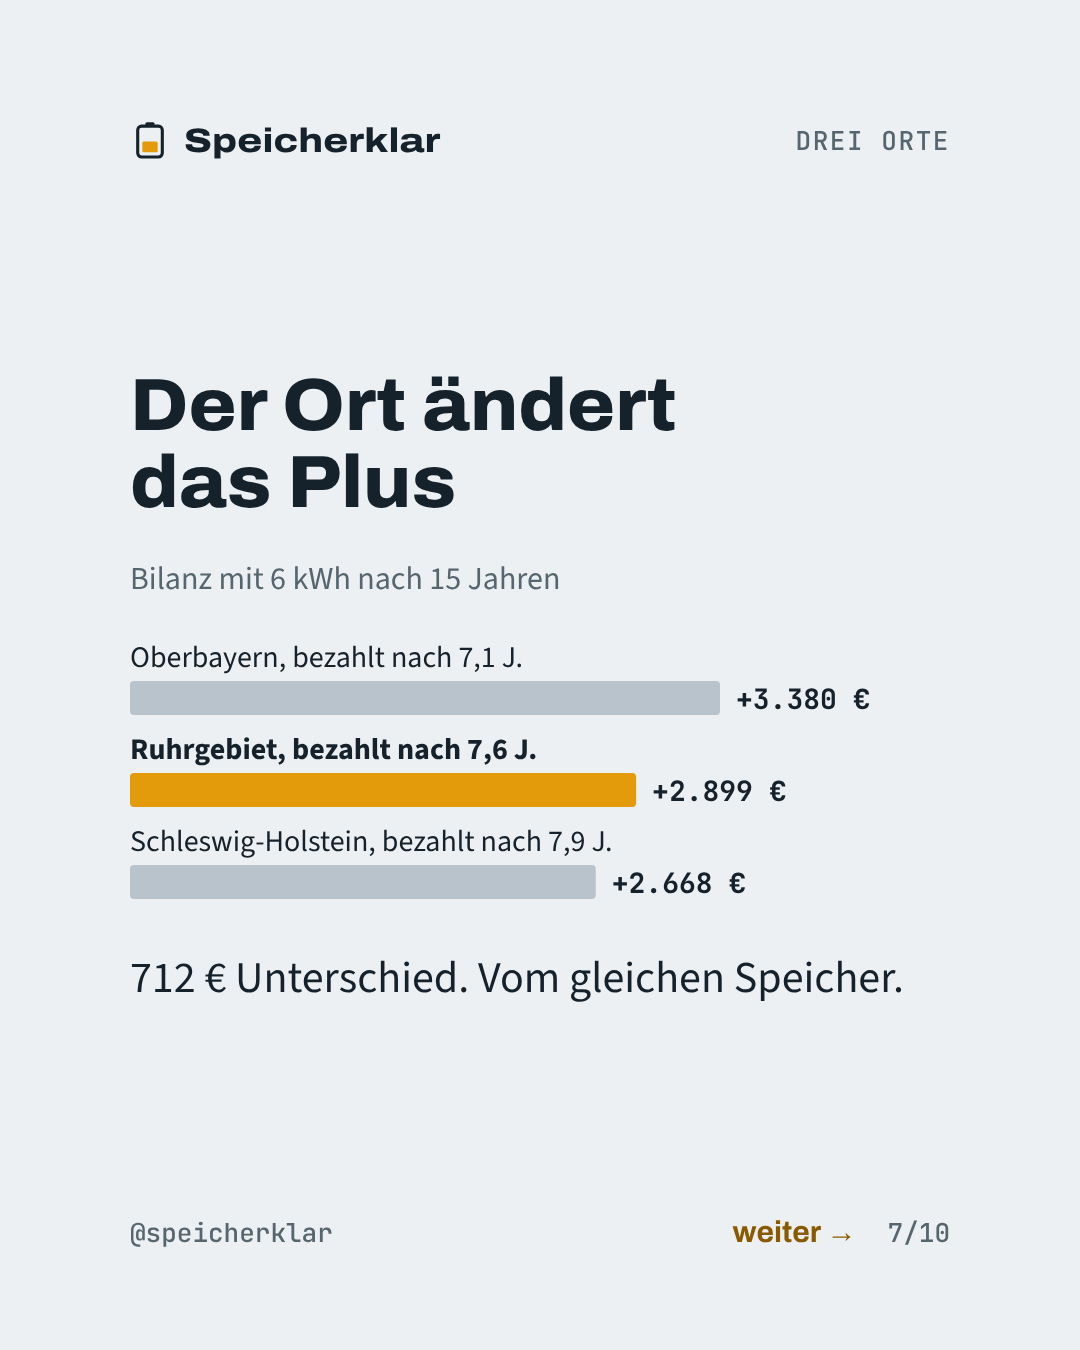 Speicherklar
DREI ORTE
Der Ort ändert
das Plus
Bilanz mit 6 kWh nach 15 Jahren
Oberbayern, bezahlt nach 7,1 J.
+3.380 €
Ruhrgebiet, bezahlt nach 7,6 J.
+2.899 €
Schleswig-Holstein, bezahlt nach 7,9 J.
+2.668 €
712 € Unterschied. Vom gleichen Speicher.
@speicherklar
weiter → 7/10